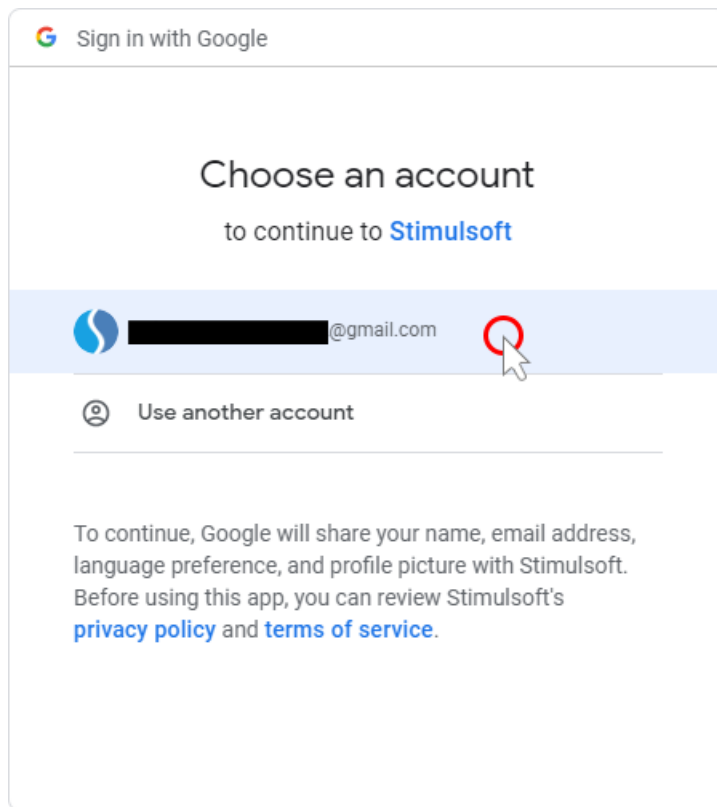 Sign in with Google
Choose an account
to continue to Stimulsoft
@gmail.com
Use another account
To continue, Google will share your name, email address,
language preference, and profile picture with Stimulsoft.
Before using this app, you can review Stimulsoft's
privacy policy and terms of service.